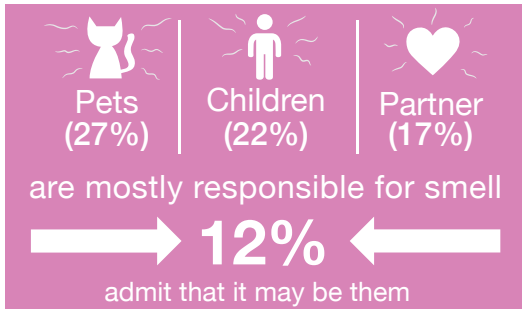 Pets Children Partner
(27%) (22%) (17%)
are mostly responsible for smell
12%
admit that it may be them